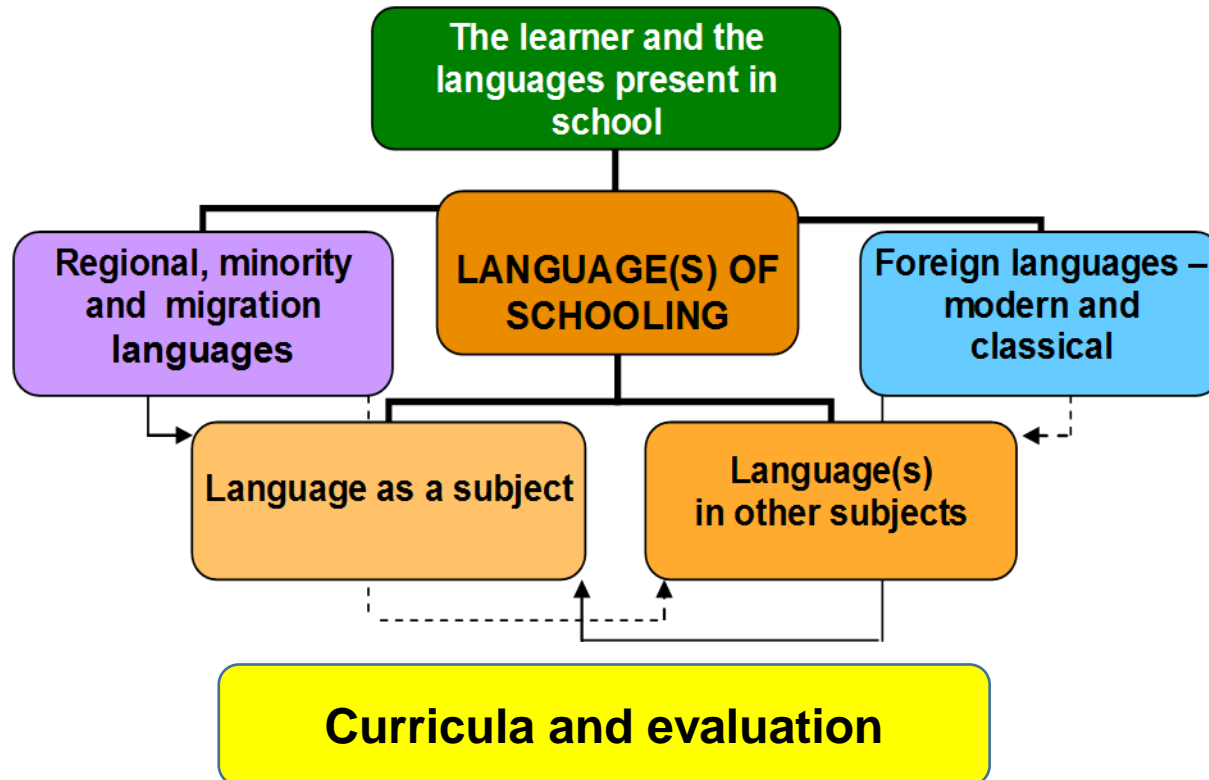 The learner and the
languages present in
school
LANGUAGE(S) OF
SCHOOLING
Regional, minority
and migration
languages
Foreign languages –
modern and
classical
Language as a subject
Language(s)
in other subjects
Curricula and evaluation